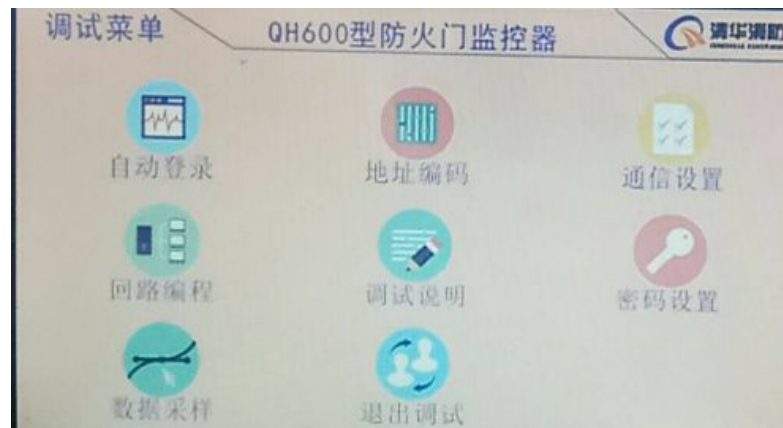 调试菜单
QH600型防火门监控器
清华消防
自动登录
地址编码
通信设置
回路编程
调试说明
密码设置
数据采样
退出调试